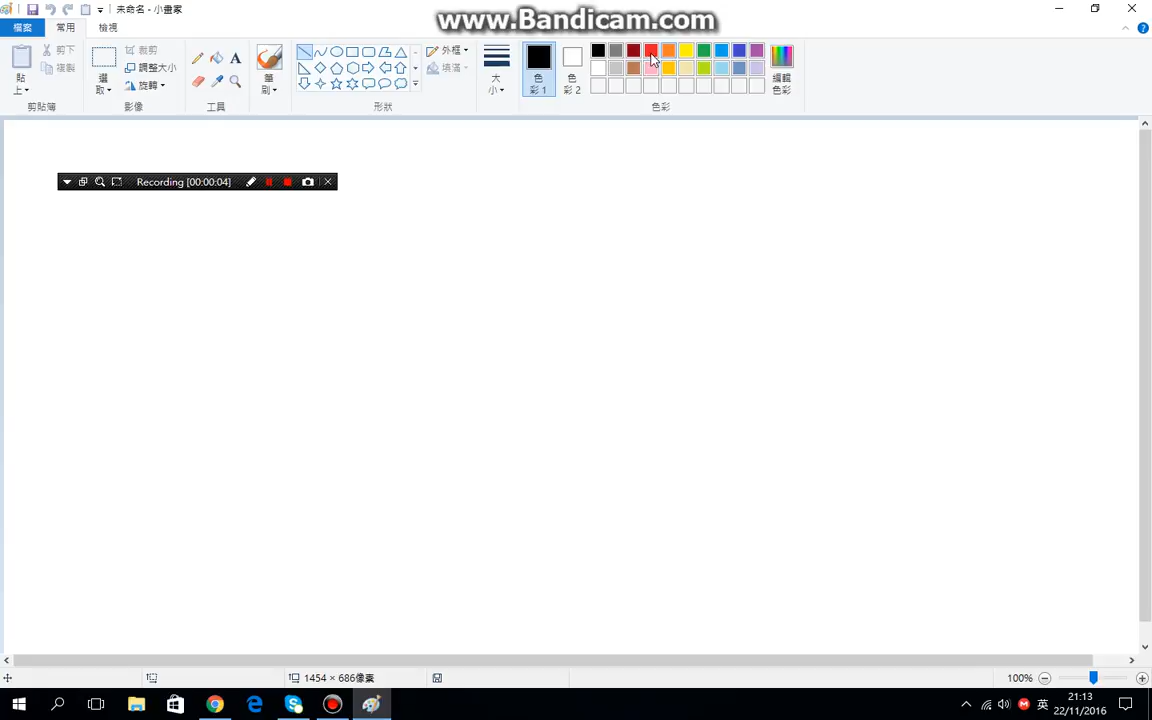 www.Bandicam.com
未命名 - 小畫家
檔案 常用 檢視
貼上
剪下
複製
剪貼簿
選取
裁剪
調整大小
旋轉
影像
A
工具
筆刷
形狀
外框
填滿
大小
色彩 1
色彩 2
編輯色彩
色彩
Recording [00:00:04]
1454 × 686像素
100%
英
21:13
22/11/2016